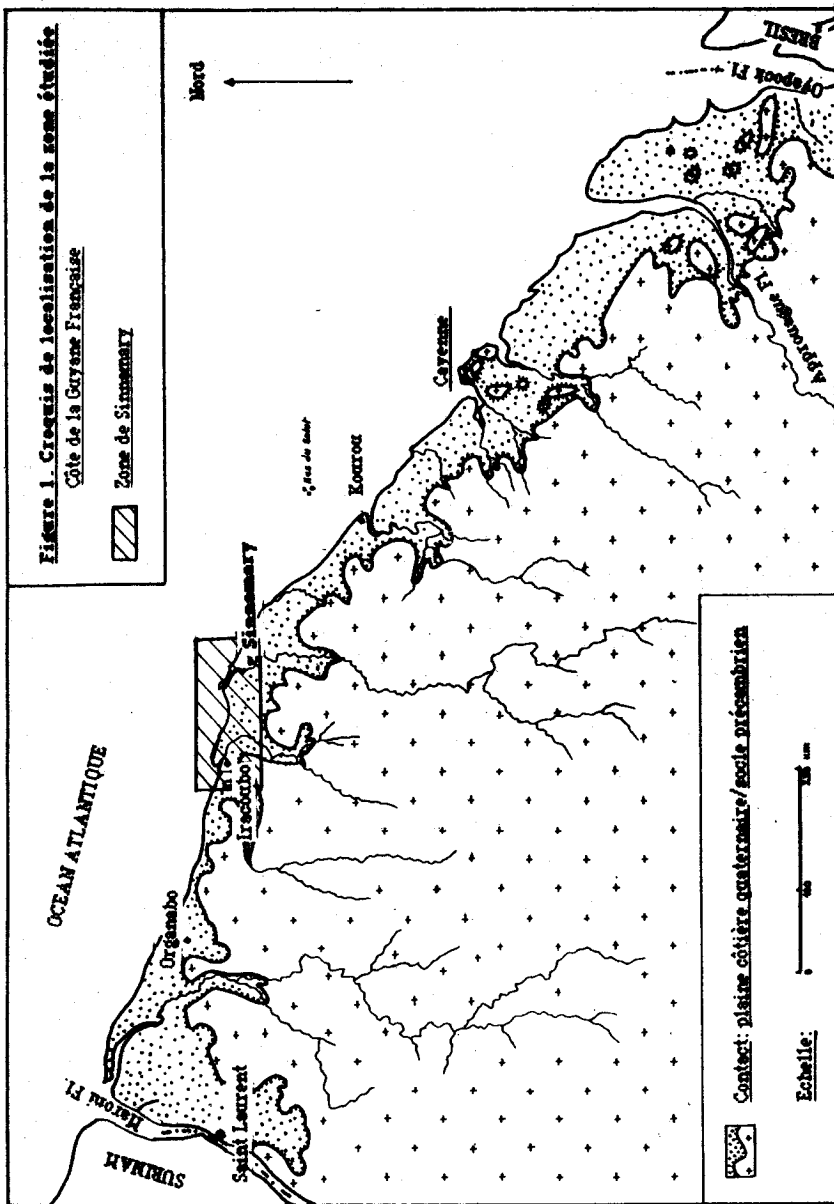 Figure 1. Croquis de localisation de la zone étudiée
Côte de la Guyane Française
Zone de Sinnamary
Nord
OCEAN ATLANTIQUE
SURINAM
Maroni Fl.
Saint Laurent
Organabo
Iracoubo
Sinnamary
Kourou
Cayenne
Approuague Fl.
Oyapock Fl.
BRESIL
Contact: plaine côtière quaternaire/socle précambrien
Echelle:
0